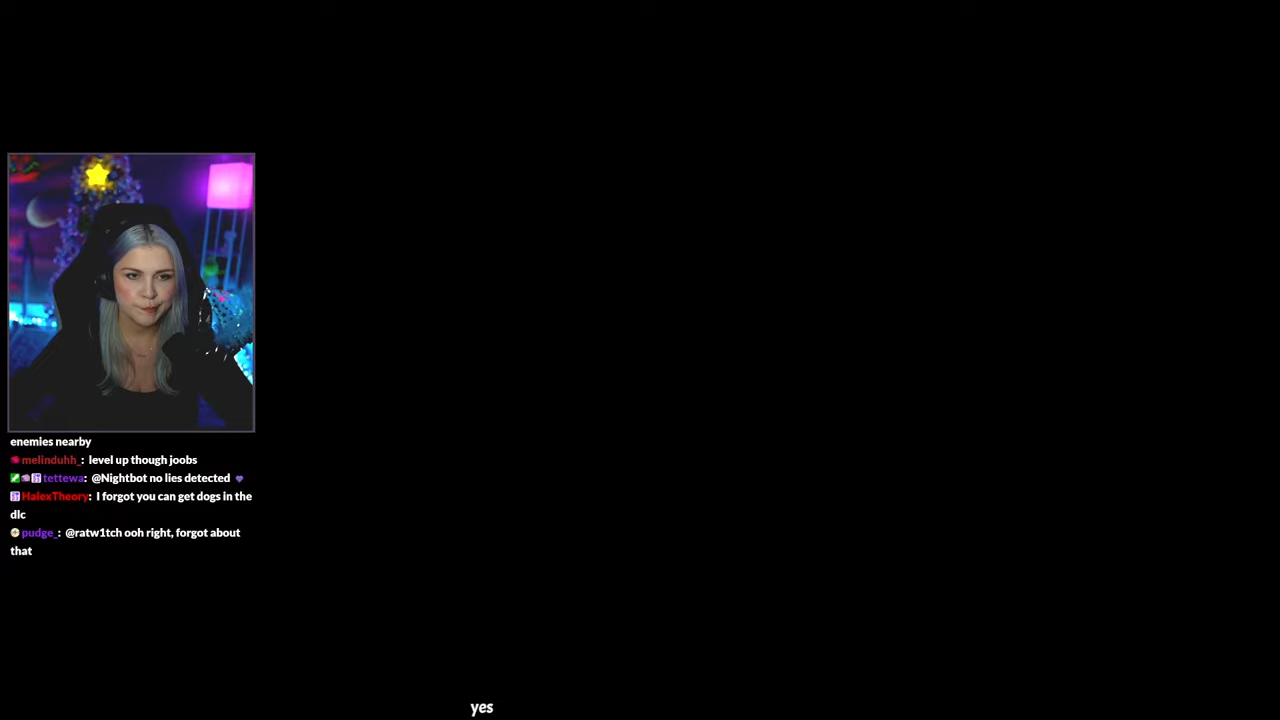 enemies nearby
melinduhh_: level up though joobs
tettewa: @Nightbot no lies detected
HalexTheory: I forgot you can get dogs in the
dlc
pudge_: @ratw1tch ooh right, forgot about
that
yes